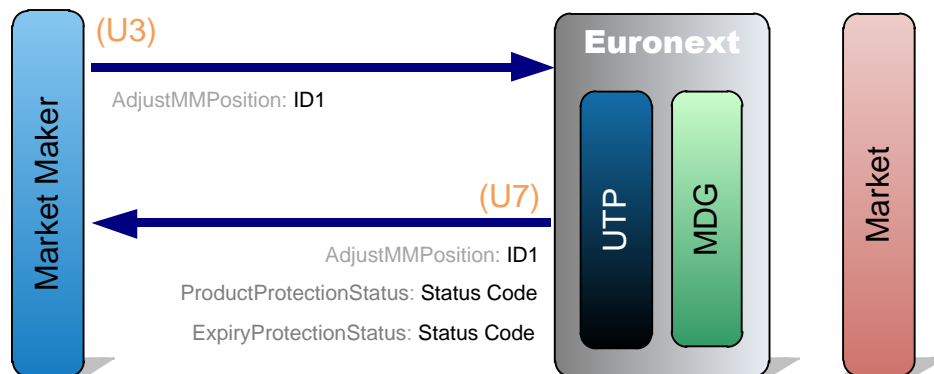 (U3)
Euronext
AdjustMMPosition: ID1
Market Maker
UTP
MDG
Market
(U7)
AdjustMMPosition: ID1
ProductProtectionStatus: Status Code
ExpiryProtectionStatus: Status Code